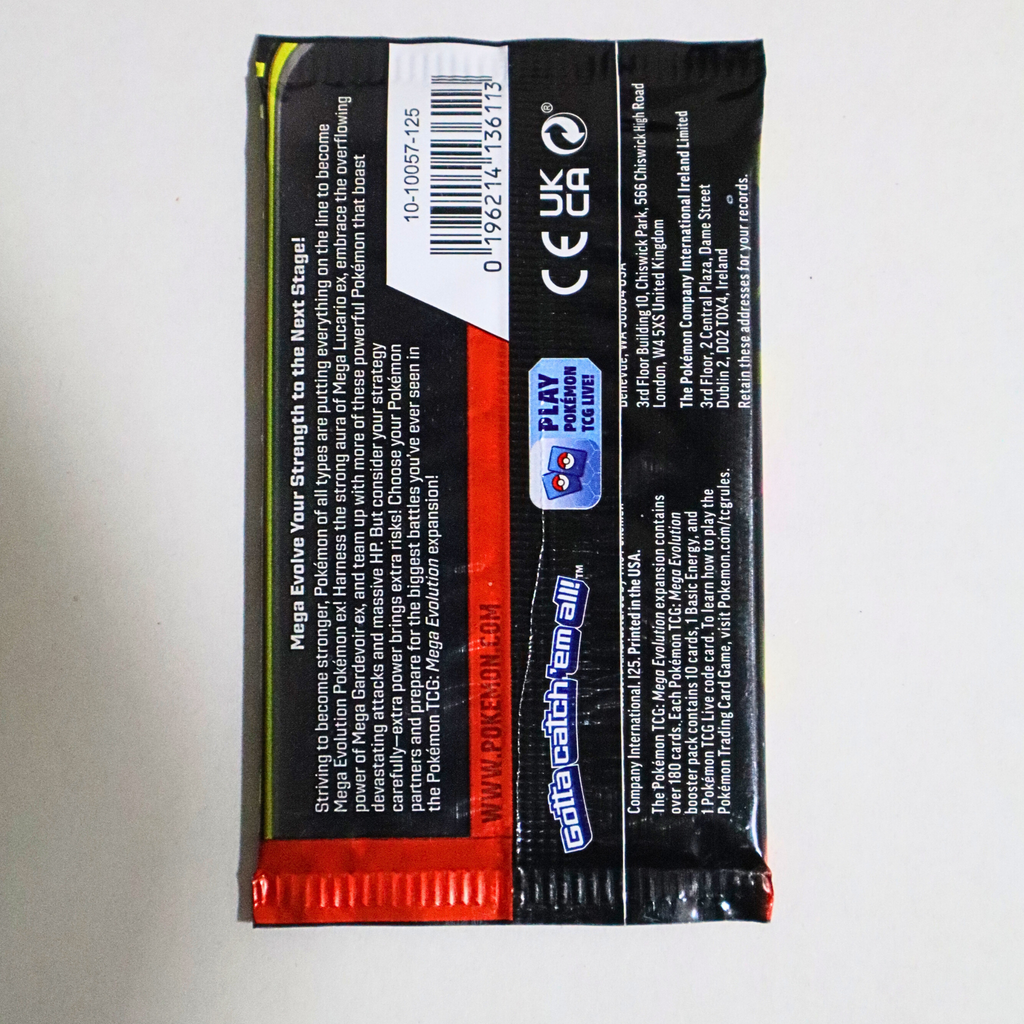 Mega Evolve Your Strength to the Next Stage!
Striving to become stronger, Pokémon of all types are putting everything on the line to become
Mega Evolution Pokémon ex! Harness the strong aura of Mega Lucario ex, embrace the overflowing
power of Mega Gardevoir ex, and team up with more of these powerful Pokémon that boast
devastating attacks and massive HP. But consider your strategy
carefully—extra power brings extra risks! Choose your Pokémon
partners and prepare for the biggest battles you've ever seen in
the Pokémon TCG: Mega Evolution expansion!
10-10057-125
0 196214 136113
WWW.POKEMON.COM
Gotta catch 'em all!™
PLAY
POKÉMON
TCG LIVE!
CE UK
CA ®
Company International. 125. Printed in the USA.
The Pokémon TCG: Mega Evolution expansion contains
over 180 cards. Each Pokémon TCG: Mega Evolution
booster pack contains 10 cards, 1 Basic Energy, and
1 Pokémon TCG Live code card. To learn how to play the
Pokémon Trading Card Game, visit Pokemon.com/tcgrules.
3rd Floor Building 10, Chiswick Park, 566 Chiswick High Road
London, W4 5XS United Kingdom
The Pokémon Company International Ireland Limited
3rd Floor, 2 Central Plaza, Dame Street
Dublin 2, D02 T0X4, Ireland
Retain these addresses for your records.